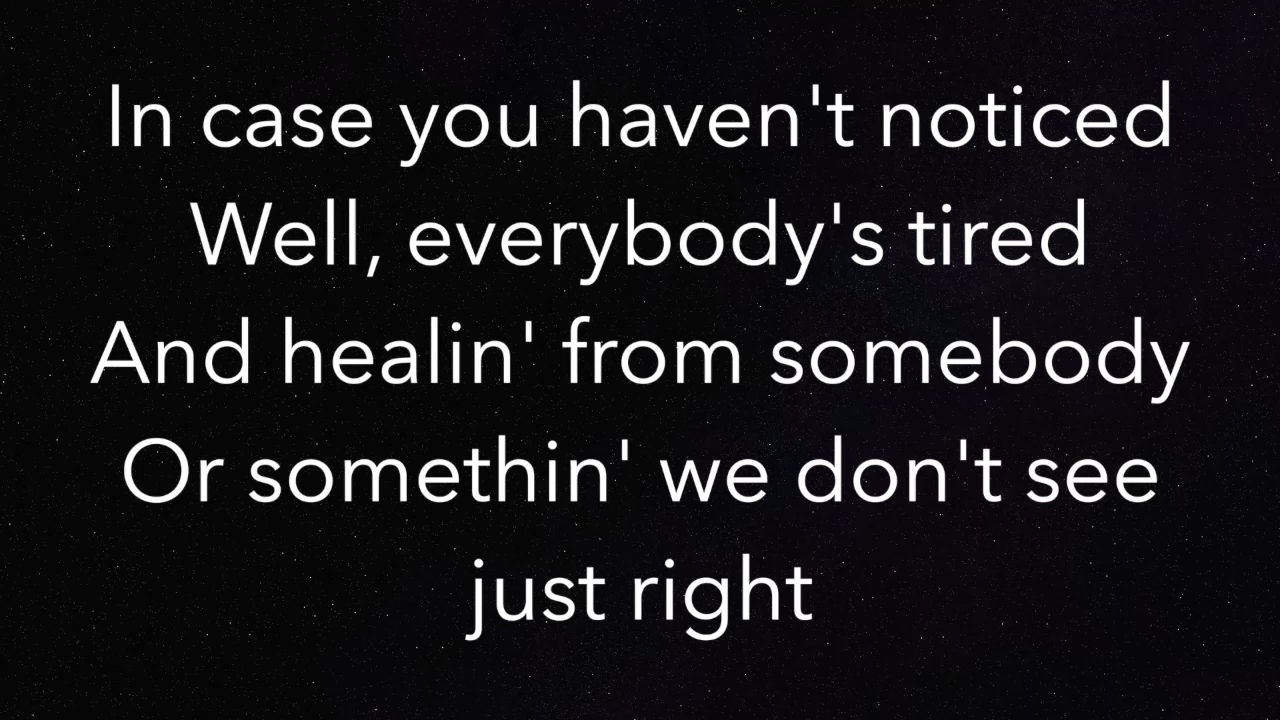 In case you haven't noticed
Well, everybody's tired
And healin' from somebody
Or somethin' we don't see
just right